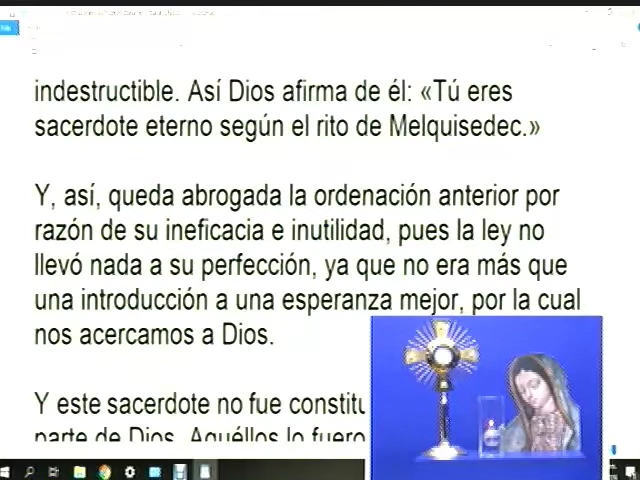 indestructible. Así Dios afirma de él: «Tú eres
sacerdote eterno según el rito de Melquisedec.»
Y, así, queda abrogada la ordenación anterior por
razón de su ineficacia e inutilidad, pues la ley no
llevó nada a su perfección, ya que no era más que
una introducción a una esperanza mejor, por la cual
nos acercamos a Dios.
Y este sacerdote no fue constitu
parte de Dios. Aquéllos lo fuero